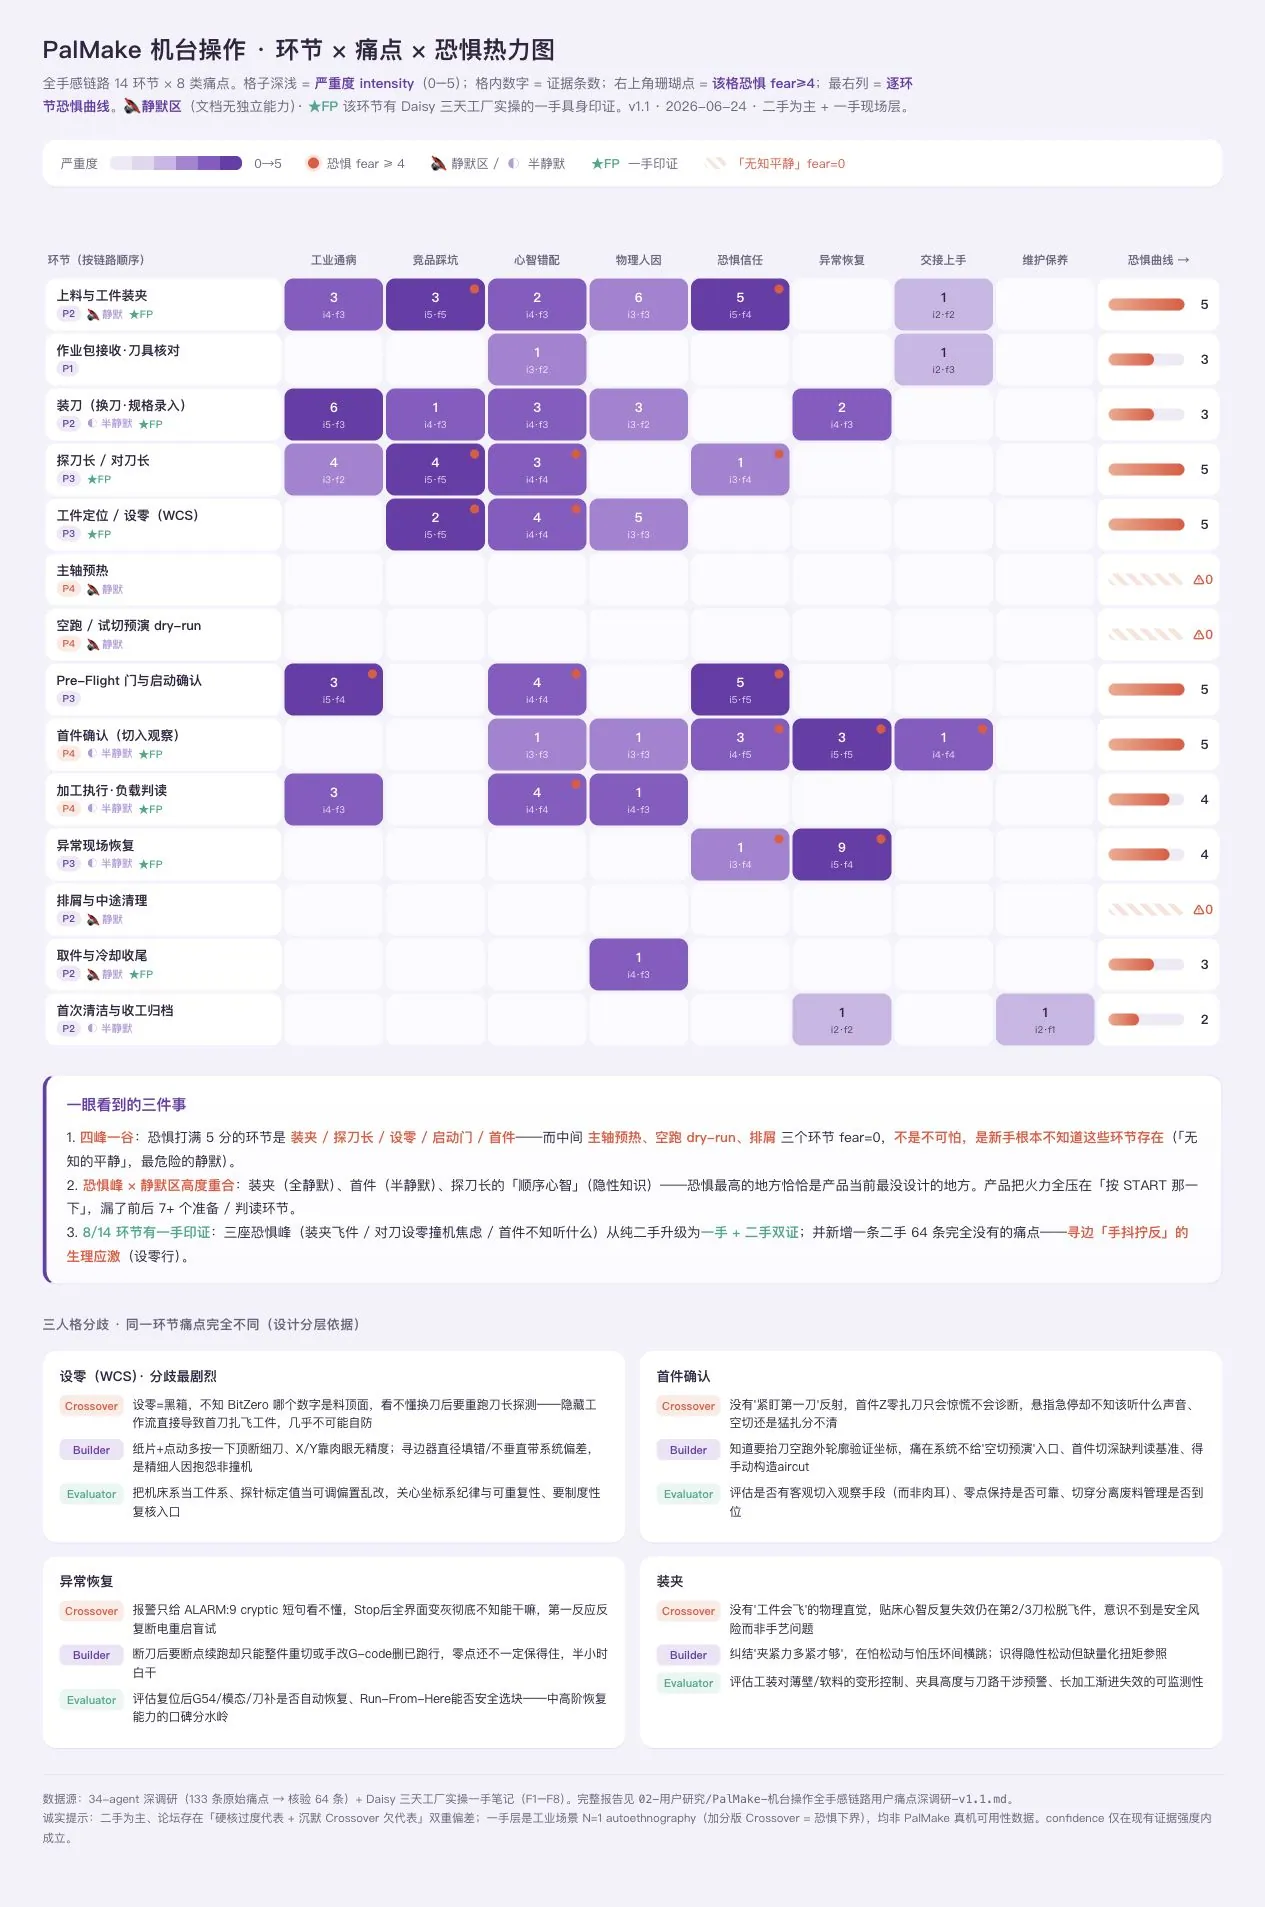 PalMake 机台操作 · 环节 × 痛点 × 恐惧热力图
全手感链路 14 环节 × 8 类痛点。格子深浅 = 严重度 intensity（0–5）；格内数字 = 证据条数；右上角珊瑚点 = 该格恐惧 fear≥4；最右列 = 逐环
节恐惧曲线。静默区（文档无独立能力）· ★FP 该环节有 Daisy 三天工厂实操的一手具身印证。v1.1 · 2026-06-24 · 二手为主 + 一手现场层。
严重度 0→5 恐惧 fear ≥ 4 静默区 / 半静默 ★FP 一手印证 「无知平静」fear=0
环节（按链路顺序） 工业通病 竞品踩坑 心智错配 物理人因 恐惧信任 异常恢复 交接上手 维护保养 恐惧曲线 →
上料与工件装夹
P2 静默 ★FP
3 3 2 6 5 1 5
i4·f3 i5·f5 i4·f3 i3·f3 i5·f4 i2·f2
作业包接收·刀具核对
P1
1 1 3
i3·f2 i2·f3
装刀（换刀·规格录入）
P2 半静默 ★FP
6 1 3 3 2 3
i5·f3 i4·f3 i4·f3 i3·f2 i4·f3
探刀长 / 对刀长
P3 ★FP
4 4 3 1 5
i3·f2 i5·f5 i4·f4 i3·f4
工件定位 / 设零（WCS）
P3 ★FP
2 4 5 5
i5·f5 i4·f4 i3·f3
主轴预热
P4 静默
⚠0
空跑 / 试切预演 dry-run
P4 静默
⚠0
Pre-Flight 门与启动确认
P3
3 4 5 5
i5·f4 i4·f4 i5·f5
首件确认（切入观察）
P4 半静默 ★FP
1 1 3 3 1 5
i3·f3 i3·f3 i4·f5 i5·f5 i4·f4
加工执行·负载判读
P4 半静默 ★FP
3 4 1 4
i4·f3 i4·f4 i4·f3
异常现场恢复
P3 半静默 ★FP
1 9 4
i3·f4 i5·f4
排屑与中途清理
P2 静默
⚠0
取件与冷却收尾
P2 静默 ★FP
1 3
i4·f3
首次清洁与收工归档
P2 半静默
1 1 2
i2·f2 i2·f1
一眼看到的三件事
1. 四峰一谷：恐惧打满 5 分的环节是 装夹 / 探刀长 / 设零 / 启动门 / 首件——而中间 主轴预热、空跑 dry-run、排屑 三个环节 fear=0，不是不可怕，是新手根本不知道这些环节存在（「无
知的平静」，最危险的静默）。
2. 恐惧峰 × 静默区高度重合：装夹（全静默）、首件（半静默）、探刀长的「顺序心智」（隐性知识）——恐惧最高的地方恰恰是产品当前最没设计的地方。产品把火力全压在「按 START 那一
下」，漏了前后 7+ 个准备 / 判读环节。
3. 8/14 环节有一手印证：三座恐惧峰（装夹飞件 / 对刀设零撞机焦虑 / 首件不知听什么）从纯二手升级为一手 + 二手双证；并新增一条二手 64 条完全没有的痛点——寻边「手抖拧反」的
生理应激（设零行）。
三人格分歧 · 同一环节痛点完全不同（设计分层依据）
设零（WCS）· 分歧最剧烈
Crossover 设零=黑箱，不知 BitZero 哪个数字是料顶面，看不懂换刀后要重跑刀长探测——隐藏工
作流直接导致首刀扎飞工件，几乎不可能自防
Builder 纸片+点动多按一下顶断细刀、X/Y靠肉眼无精度；寻边器直径填错/不垂直带系统偏差，
是精细人因抱怨非撞机
Evaluator 把机床系当工件系、探针标定值当可调偏置乱改，关心坐标系纪律与可重复性、要制度性
复核入口
首件确认
Crossover 没有'紧盯第一刀'反射，首件Z零扎刀只会惊慌不会诊断，悬指急停却不知该听什么声音、
空切还是猛扎分不清
Builder 知道要抬刀空跑外轮廓验证坐标，痛在系统不给'空切预演'入口、首件切深缺判读基准、得
手动构造aircut
Evaluator 评估是否有客观切入观察手段（而非肉耳）、零点保持是否可靠、切穿分离废料管理是否到
位
异常恢复
Crossover 报警只给 ALARM:9 cryptic 短句看不懂，Stop后全界面变灰彻底不知能干嘛，第一反应反
复断电重启盲试
Builder 断刀后要断点续跑却只能整件重切或手改G-code删已跑行，零点还不一定保得住，半小时
白干
Evaluator 评估复位后G54/模态/刀补是否自动恢复、Run-From-Here能否安全选块——中高阶恢复
能力的口碑分水岭
装夹
Crossover 没有'工件会飞'的物理直觉，贴床心智反复失效仍在第2/3刀松脱飞件，意识不到是安全风
险而非手艺问题
Builder 纠结'夹紧力多紧才够'，在怕松动与怕压坏间横跳；识得隐性松动但缺量化扭矩参照
Evaluator 评估工装对薄壁/软料的变形控制、夹具高度与刀路干涉预警、长加工渐进失效的可监测性
数据源：34-agent 深调研（133 条原始痛点 → 核验 64 条）+ Daisy 三天工厂实操一手笔记（F1–F8）。完整报告见 02-用户研究/PalMake-机台操作全手感链路用户痛点深调研-v1.1.md。
诚实提示：二手为主、论坛存在「硬核过度代表 + 沉默 Crossover 欠代表」双重偏差；一手层是工业场景 N=1 autoethnography（加分版 Crossover = 恐惧下界），均非 PalMake 真机可用性数据。confidence 仅在现有证据强度内
成立。